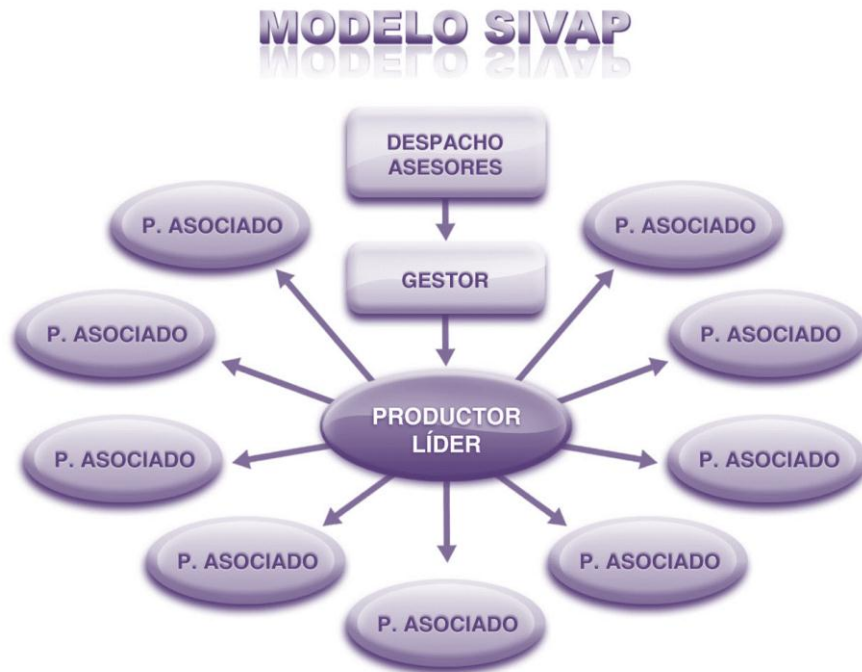 MODELO SIVAP
DESPACHO
ASESORES
P. ASOCIADO
P. ASOCIADO
GESTOR
P. ASOCIADO
P. ASOCIADO
PRODUCTOR
LÍDER
P. ASOCIADO
P. ASOCIADO
P. ASOCIADO
P. ASOCIADO
P. ASOCIADO